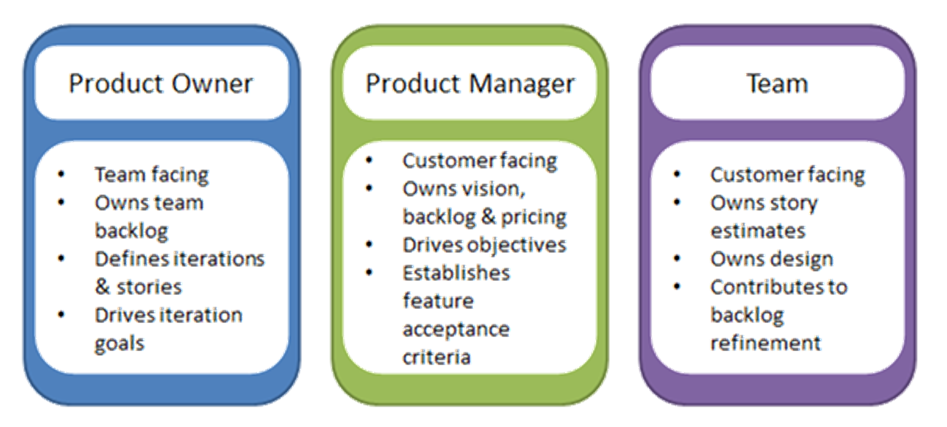 Product Owner
• Team facing
• Owns team
backlog
• Defines iterations
& stories
• Drives iteration
goals
Product Manager
• Customer facing
• Owns vision,
backlog & pricing
• Drives objectives
• Establishes
feature
acceptance
criteria
Team
• Customer facing
• Owns story
estimates
• Owns design
• Contributes to
backlog
refinement